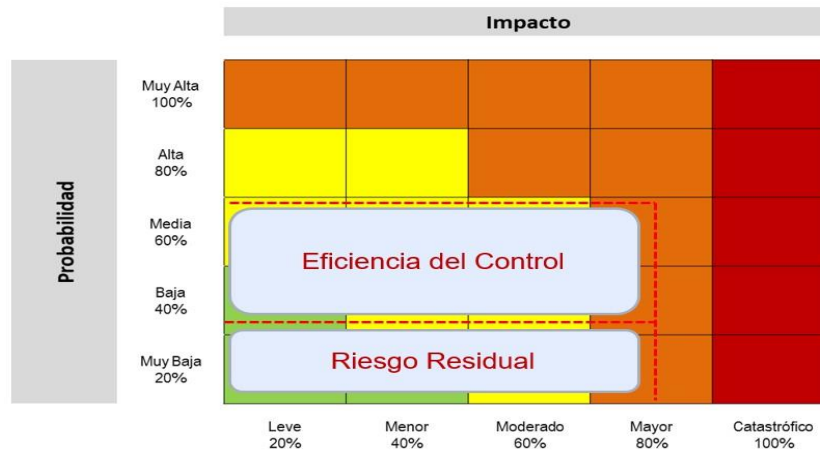 Impacto
Probabilidad
Muy Alta
100%
Alta
80%
Media
60%
Baja
40%
Muy Baja
20%
Eficiencia del Control
Riesgo Residual
Leve
20%
Menor
40%
Moderado
60%
Mayor
80%
Catastrófico
100%